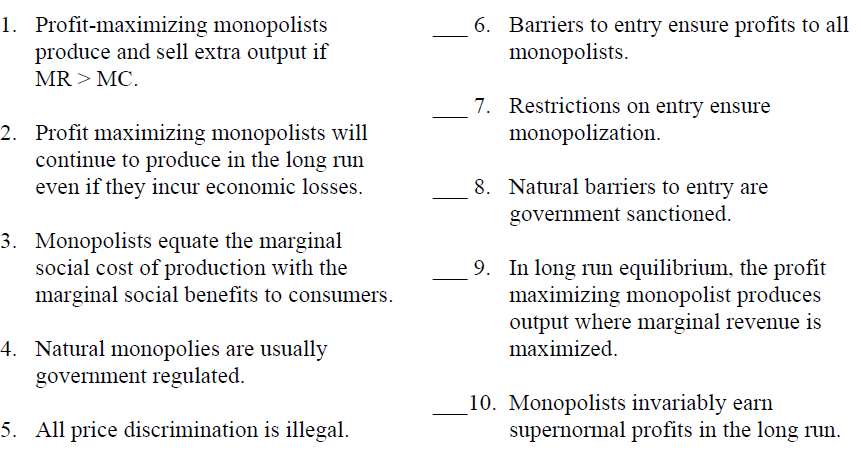 1. Profit-maximizing monopolists
produce and sell extra output if
MR > MC.
2. Profit maximizing monopolists will
continue to produce in the long run
even if they incur economic losses.
3. Monopolists equate the marginal
social cost of production with the
marginal social benefits to consumers.
4. Natural monopolies are usually
government regulated.
5. All price discrimination is illegal.
___ 6. Barriers to entry ensure profits to all
monopolists.
___ 7. Restrictions on entry ensure
monopolization.
___ 8. Natural barriers to entry are
government sanctioned.
___ 9. In long run equilibrium, the profit
maximizing monopolist produces
output where marginal revenue is
maximized.
___10. Monopolists invariably earn
supernormal profits in the long run.